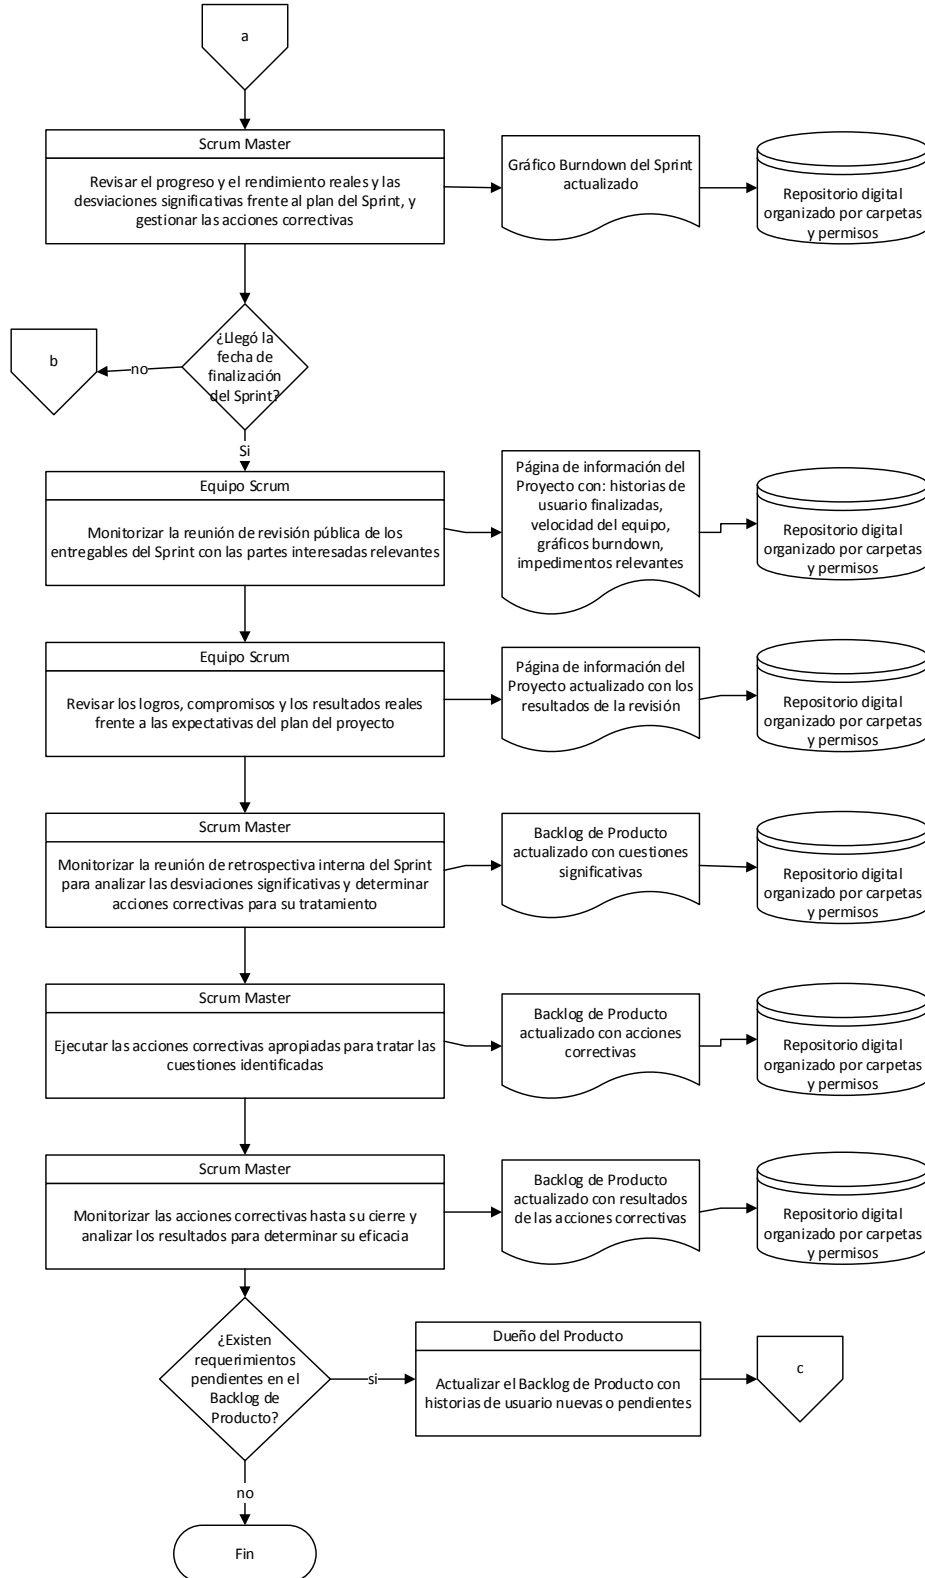 a
Scrum Master
Revisar el progreso y el rendimiento reales y las
desviaciones significativas frente al plan del Sprint, y
gestionar las acciones correctivas
Gráfico Burndown del Sprint
actualizado
Repositorio digital
organizado por carpetas
y permisos
¿Llegó la
fecha de
finalización
del Sprint?
no
b
Si
Equipo Scrum
Monitorizar la reunión de revisión pública de los
entregables del Sprint con las partes interesadas relevantes
Página de información del
Proyecto con: historias de
usuario finalizadas,
velocidad del equipo,
gráficos burndown,
impedimentos relevantes
Repositorio digital
organizado por carpetas
y permisos
Equipo Scrum
Revisar los logros, compromisos y los resultados reales
frente a las expectativas del plan del proyecto
Página de información del
Proyecto actualizado con los
resultados de la revisión
Repositorio digital
organizado por carpetas
y permisos
Scrum Master
Monitorizar la reunión de retrospectiva interna del Sprint
para analizar las desviaciones significativas y determinar
acciones correctivas para su tratamiento
Backlog de Producto
actualizado con cuestiones
significativas
Repositorio digital
organizado por carpetas
y permisos
Scrum Master
Ejecutar las acciones correctivas apropiadas para tratar las
cuestiones identificadas
Backlog de Producto
actualizado con acciones
correctivas
Repositorio digital
organizado por carpetas
y permisos
Scrum Master
Monitorizar las acciones correctivas hasta su cierre y
analizar los resultados para determinar su eficacia
Backlog de Producto
actualizado con resultados
de las acciones correctivas
Repositorio digital
organizado por carpetas
y permisos
¿Existen
requerimientos
pendientes en el
Backlog de
Producto?
si
Dueño del Producto
Actualizar el Backlog de Producto con
historias de usuario nuevas o pendientes
c
no
Fin